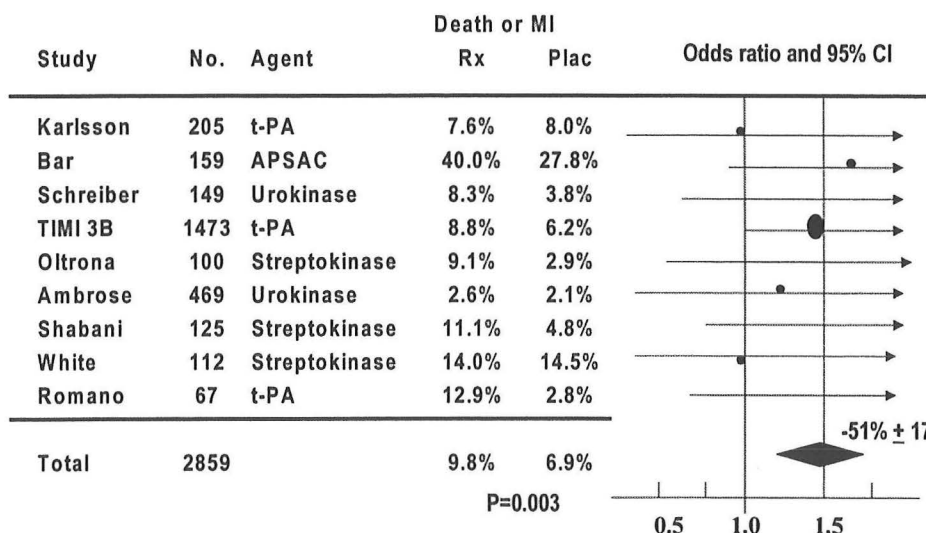 Death or MI
Study No. Agent Rx Plac Odds ratio and 95% CI
Karlsson 205 t-PA 7.6% 8.0%
Bar 159 APSAC 40.0% 27.8%
Schreiber 149 Urokinase 8.3% 3.8%
TIMI 3B 1473 t-PA 8.8% 6.2%
Oltrona 100 Streptokinase 9.1% 2.9%
Ambrose 469 Urokinase 2.6% 2.1%
Shabani 125 Streptokinase 11.1% 4.8%
White 112 Streptokinase 14.0% 14.5%
Romano 67 t-PA 12.9% 2.8%
-51% ± 17
Total 2859 9.8% 6.9%
P=0.003
0.5 1.0 1.5